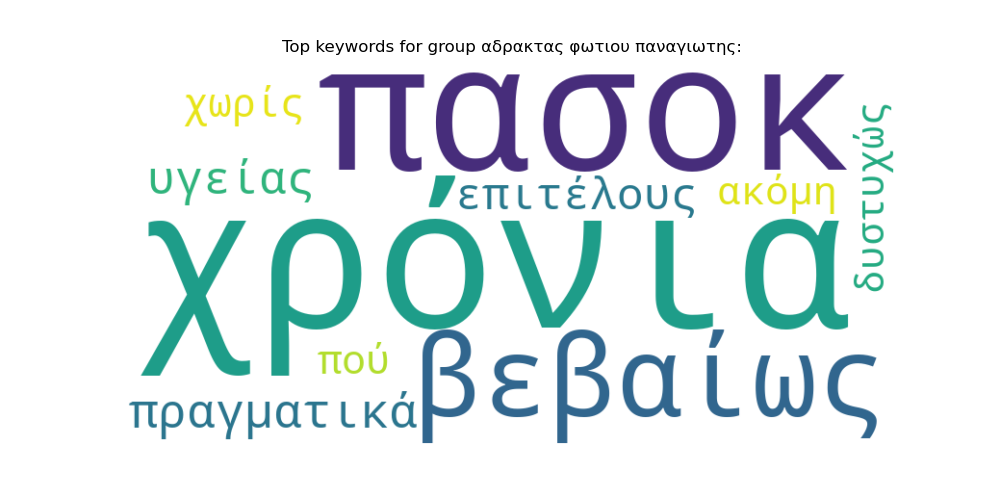 Top keywords for group αδρακτας φωτιου παναγιωτης:
πασοκ
χωρίς
δυστυχώς
υγείας
επιτέλους
ακόμη
χρόνια
βεβαίως
πού
πραγματικά